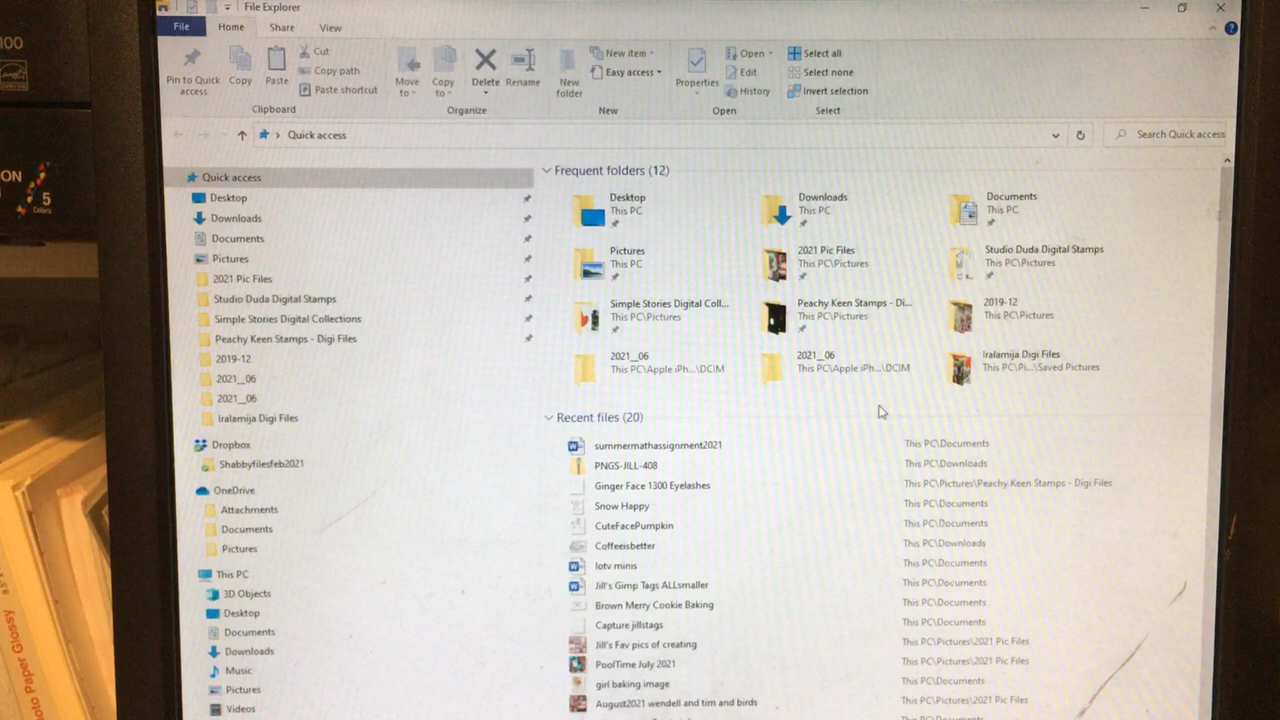 File Explorer
File Home Share View
Pin to Quick access
Copy
Paste
Cut
Copy path
Paste shortcut
Clipboard
Move to
Copy to
Delete
Rename
Organize
New folder
New item
Easy access
New
Properties
Open
Edit
History
Open
Select all
Select none
Invert selection
Select
Quick access
Search Quick access
Quick access
Desktop
Downloads
Documents
Pictures
2021 Pic Files
Studio Duda Digital Stamps
Simple Stories Digital Collections
Peachy Keen Stamps - Digi Files
2019-12
2021__06
2021__06
Iralamija Digi Files
Dropbox
Shabbyfilesfeb2021
OneDrive
Attachments
Documents
Pictures
This PC
3D Objects
Desktop
Documents
Downloads
Music
Pictures
Videos
Frequent folders (12)
Desktop
This PC
Downloads
This PC
Documents
This PC
Pictures
This PC
2021 Pic Files
This PC\Pictures
Studio Duda Digital Stamps
This PC\Pictures
Simple Stories Digital Coll...
This PC\Pictures
Peachy Keen Stamps - Di...
This PC\Pictures
2019-12
This PC\Pictures
2021__06
This PC\Apple iPh...\DCIM
2021__06
This PC\Apple iPh...\DCIM
Iralamija Digi Files
This PC\Pi...\Saved Pictures
Recent files (20)
summermathassignment2021 This PC\Documents
PNGS-JILL-408 This PC\Downloads
Ginger Face 1300 Eyelashes This PC\Pictures\Peachy Keen Stamps - Digi Files
Snow Happy This PC\Documents
CuteFacePumpkin This PC\Documents
Coffeeisbetter This PC\Downloads
lotv minis This PC\Documents
Jill's Gimp Tags ALLsmaller This PC\Documents
Brown Merry Cookie Baking This PC\Documents
Capture jillstags This PC\Documents
Jill's Fav pics of creating This PC\Pictures\2021 Pic Files
PoolTime July 2021 This PC\Pictures\2021 Pic Files
girl baking image This PC\Documents
August2021 wendell and tim and birds This PC\Pictures\2021 Pic Files
100
ON
5
Colors
oto Paper Glossy